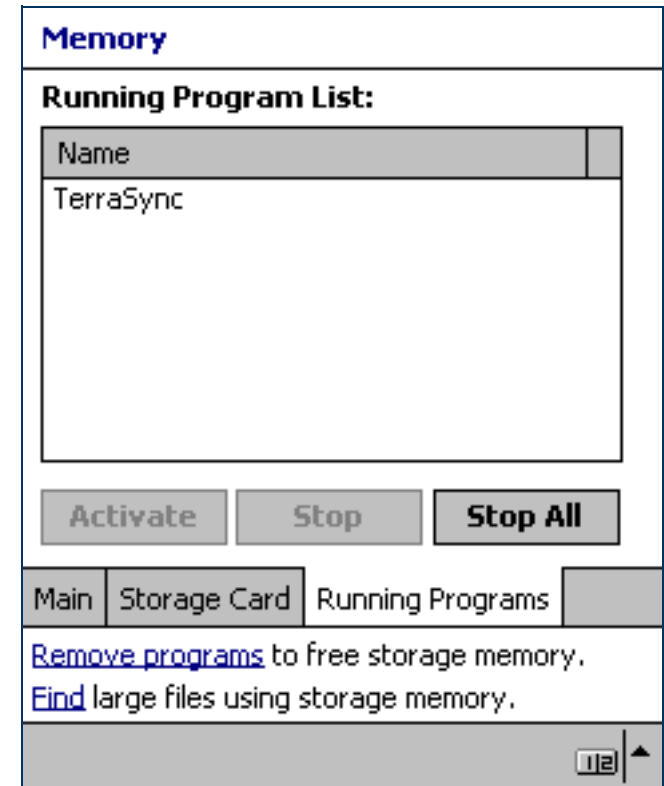 Memory
Running Program List:
Name
TerraSync
Activate Stop Stop All
Main Storage Card Running Programs
Remove programs to free storage memory.
Find large files using storage memory.